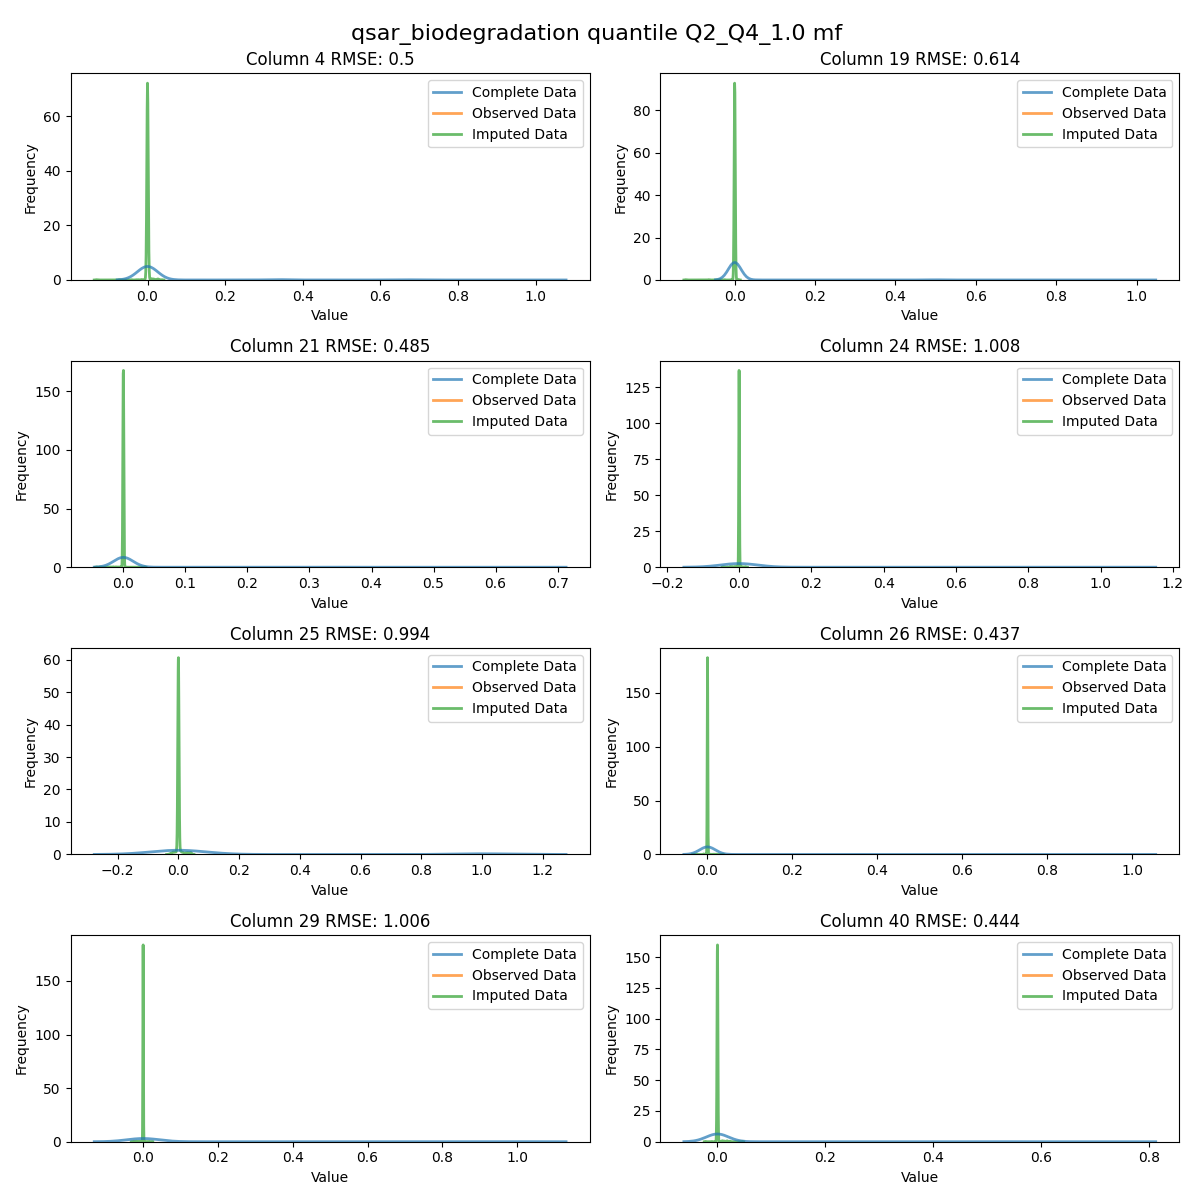 qsar_biodegradation quantile Q2_Q4_1.0 mf
Column 4 RMSE: 0.5
Frequency
60
40
20
0
0.0 0.2 0.4 0.6 0.8 1.0
Value
Complete Data
Observed Data
Imputed Data
Column 19 RMSE: 0.614
Frequency
80
60
40
20
0
0.0 0.2 0.4 0.6 0.8 1.0
Value
Complete Data
Observed Data
Imputed Data
Column 21 RMSE: 0.485
Frequency
150
100
50
0
0.0 0.1 0.2 0.3 0.4 0.5 0.6 0.7
Value
Complete Data
Observed Data
Imputed Data
Column 24 RMSE: 1.008
Frequency
125
100
75
50
25
0
−0.2 0.0 0.2 0.4 0.6 0.8 1.0 1.2
Value
Complete Data
Observed Data
Imputed Data
Column 25 RMSE: 0.994
Frequency
60
50
40
30
20
10
0
−0.2 0.0 0.2 0.4 0.6 0.8 1.0 1.2
Value
Complete Data
Observed Data
Imputed Data
Column 26 RMSE: 0.437
Frequency
150
100
50
0
0.0 0.2 0.4 0.6 0.8 1.0
Value
Complete Data
Observed Data
Imputed Data
Column 29 RMSE: 1.006
Frequency
150
100
50
0
0.0 0.2 0.4 0.6 0.8 1.0
Value
Complete Data
Observed Data
Imputed Data
Column 40 RMSE: 0.444
Frequency
150
125
100
75
50
25
0
0.0 0.2 0.4 0.6 0.8
Value
Complete Data
Observed Data
Imputed Data